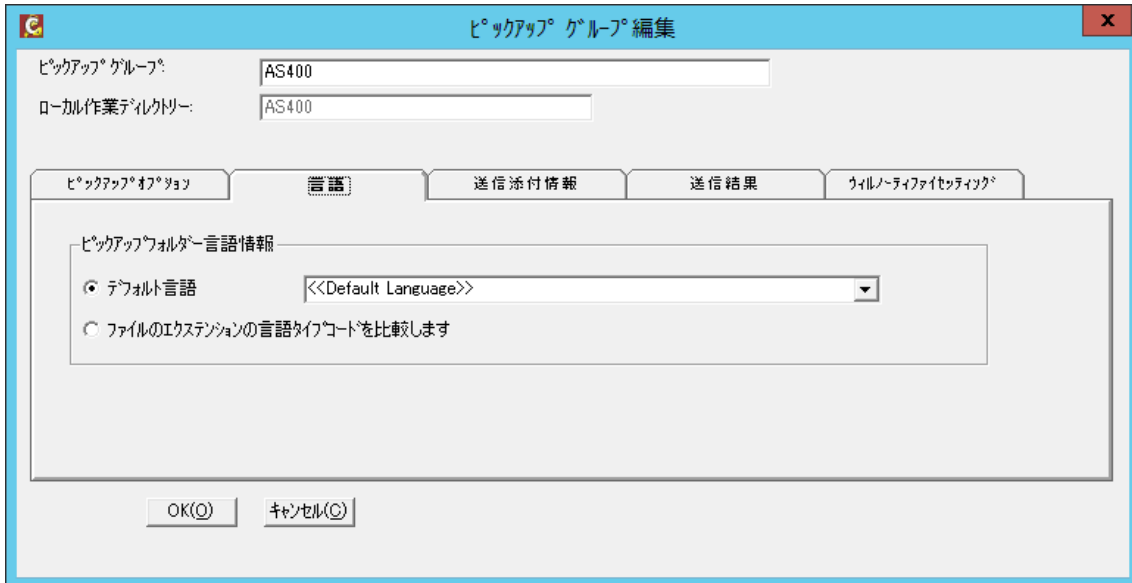 ﾋﾟｯｸｱｯﾌﾟ ｸﾞﾙｰﾌﾟ編集
x
ﾋﾟｯｸｱｯﾌﾟｸﾞﾙｰﾌﾟ:
AS400
ﾛｰｶﾙ作業ﾃﾞｨﾚｸﾄﾘｰ:
AS400
ﾋﾟｯｸｱｯﾌﾟｵﾌﾟｼｮﾝ
言語
送信添付情報
送信結果
ｳｨﾙﾉｰﾃｨﾌｧｲｾｯﾃｨﾝｸﾞ
ﾋﾟｯｸｱｯﾌﾟﾌｫﾙﾀﾞｰ言語情報
ﾃﾞﾌｫﾙﾄ言語
<<Default Language>>
ﾌｧｲﾙのｴｸｽﾃﾝｼｮﾝの言語ﾀｲﾌﾟｺｰﾄﾞを比較します
OK(O)
ｷｬﾝｾﾙ(C)